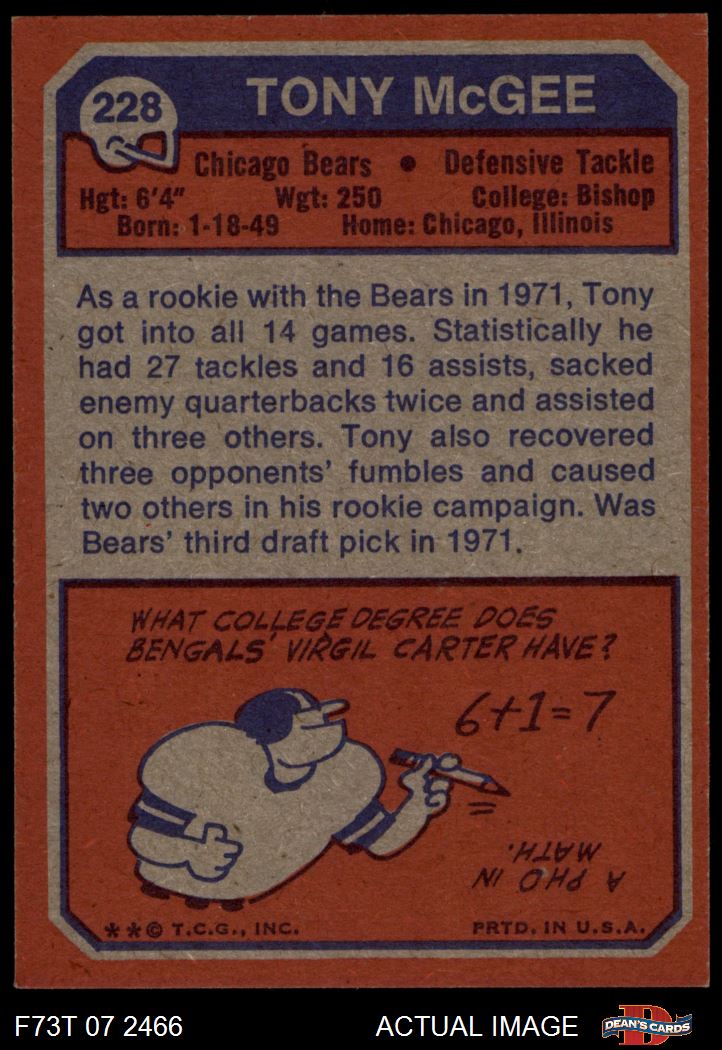 228
TONY McGEE
Chicago Bears • Defensive Tackle
Hgt: 6'4" Wgt: 250 College: Bishop
Born: 1-18-49 Home: Chicago, Illinois
As a rookie with the Bears in 1971, Tony
got into all 14 games. Statistically he
had 27 tackles and 16 assists, sacked
enemy quarterbacks twice and assisted
on three others. Tony also recovered
three opponents' fumbles and caused
two others in his rookie campaign. Was
Bears' third draft pick in 1971.
WHAT COLLEGE DEGREE DOES
BENGALS' VIRGIL CARTER HAVE?
6+1=7
A PHD IN
MATH.
**© T.C.G., INC. PRTD. IN U.S.A.
F73T 07 2466 ACTUAL IMAGE D DEAN'S CARDS